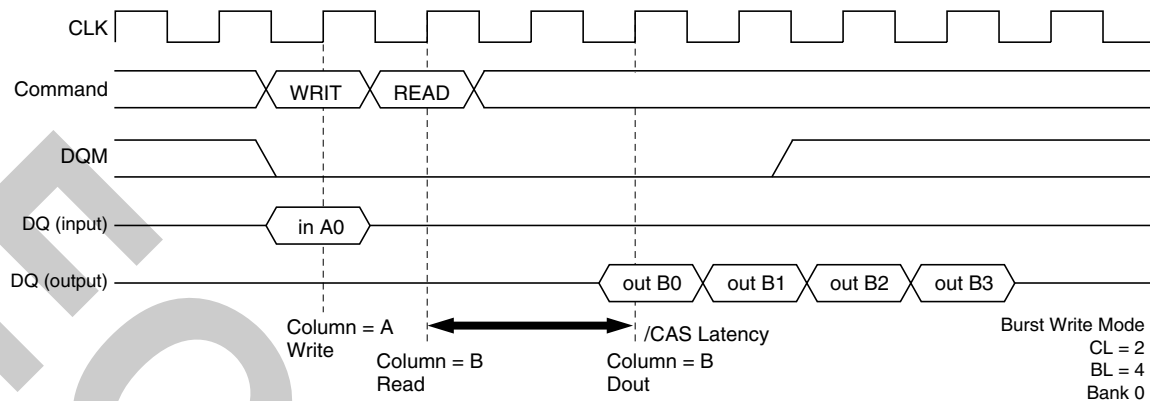 CLK
Command
WRIT
READ
DQM
DQ (input)
in A0
DQ (output)
out B0
out B1
out B2
out B3
Column = A
Write
/CAS Latency
Column = B
Read
Column = B
Dout
Burst Write Mode
CL = 2
BL = 4
Bank 0